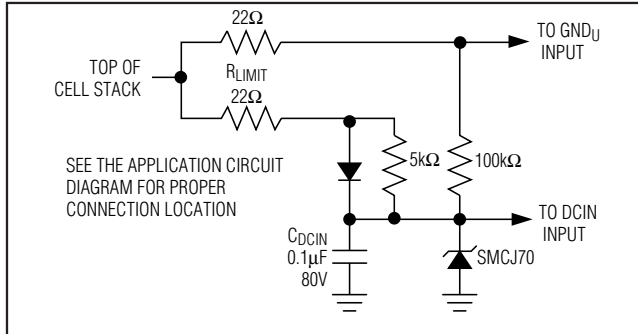 22Ω
TO GNDU
INPUT
TOP OF
CELL STACK
RLIMIT
22Ω
5kΩ
100kΩ
SEE THE APPLICATION CIRCUIT
DIAGRAM FOR PROPER
CONNECTION LOCATION
TO DCIN
INPUT
CDCIN
0.1µF
80V
SMCJ70